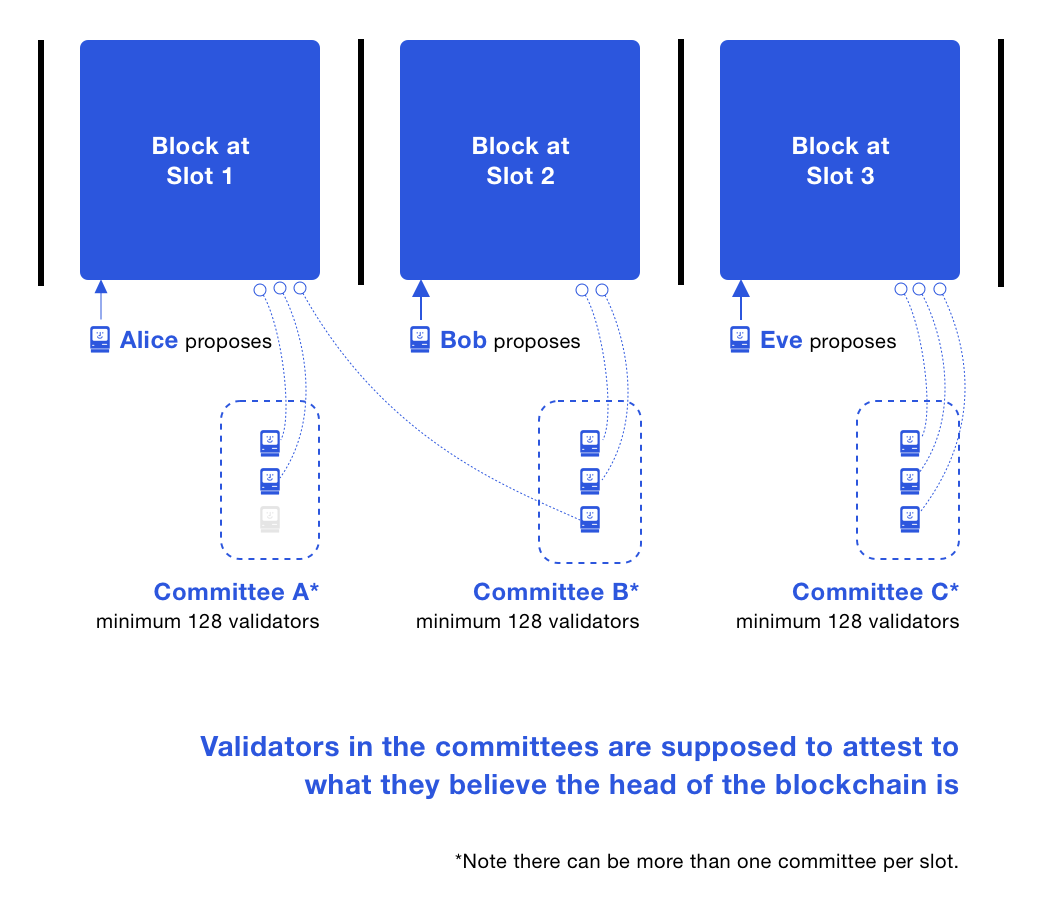 Block at
Slot 1
Block at
Slot 2
Block at
Slot 3
Alice proposes
Bob proposes
Eve proposes
Committee A*
minimum 128 validators
Committee B*
minimum 128 validators
Committee C*
minimum 128 validators
Validators in the committees are supposed to attest to
what they believe the head of the blockchain is
*Note there can be more than one committee per slot.